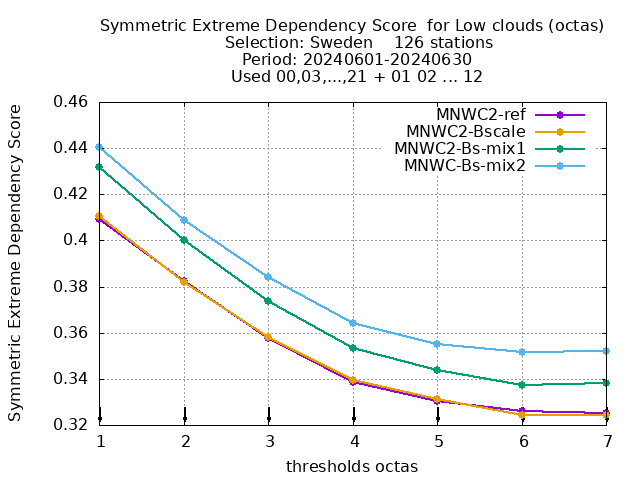 Symmetric Extreme Dependency Score  for Low clouds (octas)
Selection: Sweden    126 stations
Period: 20240601-20240630
Used 00,03,...,21 + 01 02 ... 12
Symmetric Extreme Dependency Score
0.46
0.44
0.42
0.4
0.38
0.36
0.34
0.32
MNWC2-ref
MNWC2-Bscale
MNWC2-Bs-mix1
MNWC-Bs-mix2
1 2 3 4 5 6 7
thresholds octas